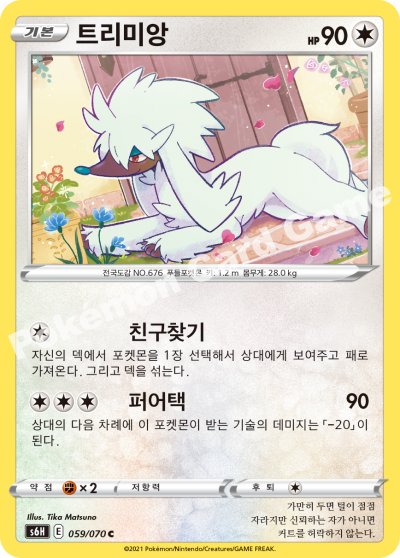 기본 트리미앙 HP 90
전국도감 NO.676 푸들포켓몬 키: 1.2 m 몸무게: 28.0 kg
Pokémon Card Game
친구찾기
자신의 덱에서 포켓몬을 1장 선택해서 상대에게 보여주고 패로
가져온다. 그리고 덱을 섞는다.
퍼어택 90
상대의 다음 차례에 이 포켓몬이 받는 기술의 데미지는 「-20」이
된다.
약점 ×2 저항력 후퇴
Illus. Tika Matsuno
s6H E 059/070 C
가만히 두면 털이 점점
자라지만 신뢰하는 자가 아니면
커트를 허락하지 않는다.
©2021 Pokémon/Nintendo/Creatures/GAME FREAK.